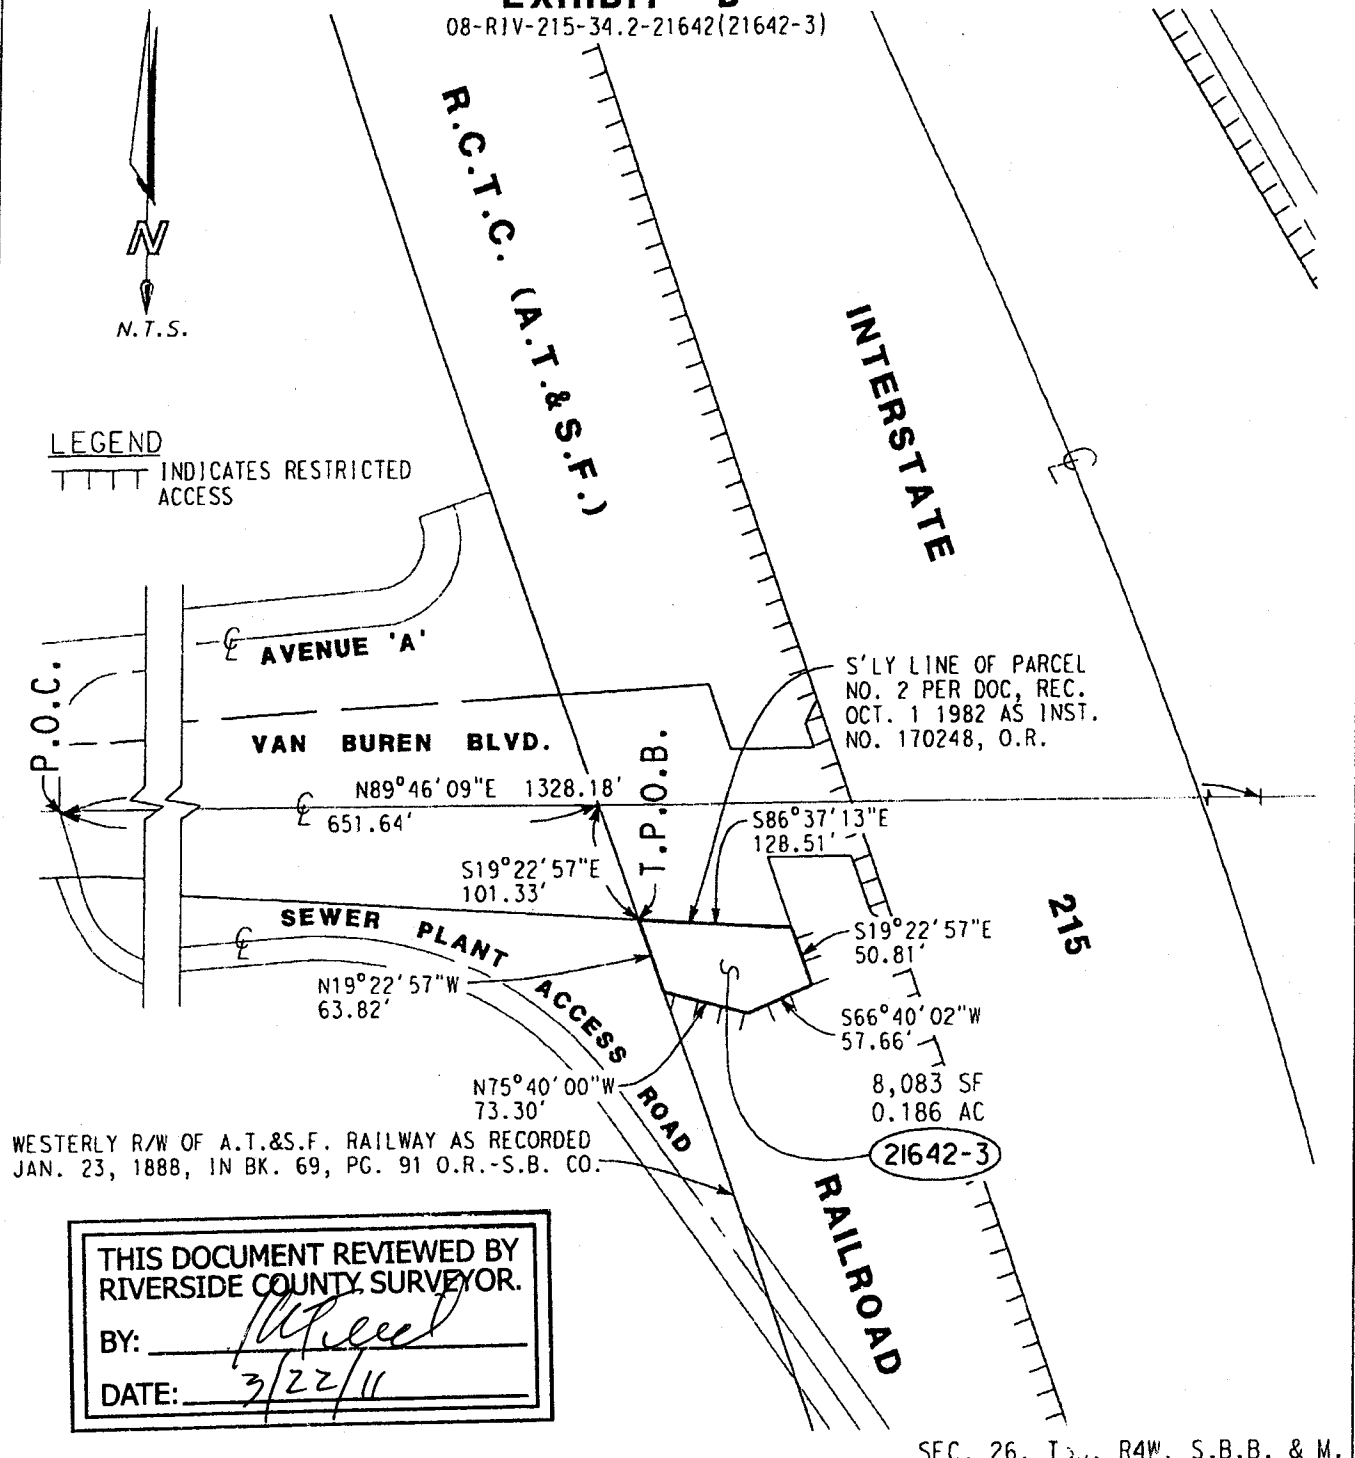 EXHIBIT "B"
08-RIV-215-34.2-21642(21642-3)
N
N.T.S.
LEGEND
INDICATES RESTRICTED
ACCESS
R.C.T.C. (A.T.&S.F.)
INTERSTATE
℄
℄ AVENUE 'A'
P.O.C.
VAN BUREN BLVD.
S'LY LINE OF PARCEL
NO. 2 PER DOC, REC.
OCT. 1 1982 AS INST.
NO. 170248, O.R.
N89°46'09"E 1328.18'
℄ 651.64'
T.P.O.B.
S86°37'13"E
128.51'
S19°22'57"E
101.33'
℄ SEWER PLANT ACCESS ROAD
215
S19°22'57"E
50.81'
N19°22'57"W
63.82'
S66°40'02"W
57.66'
N75°40'00"W
73.30'
8,083 SF
0.186 AC
21642-3
WESTERLY R/W OF A.T.&S.F. RAILWAY AS RECORDED
JAN. 23, 1888, IN BK. 69, PG. 91 O.R.-S.B. CO.
RAILROAD
THIS DOCUMENT REVIEWED BY
RIVERSIDE COUNTY SURVEYOR.
BY:
DATE: 3/22/11
SEC. 26, R4W, S.B.B. & M.